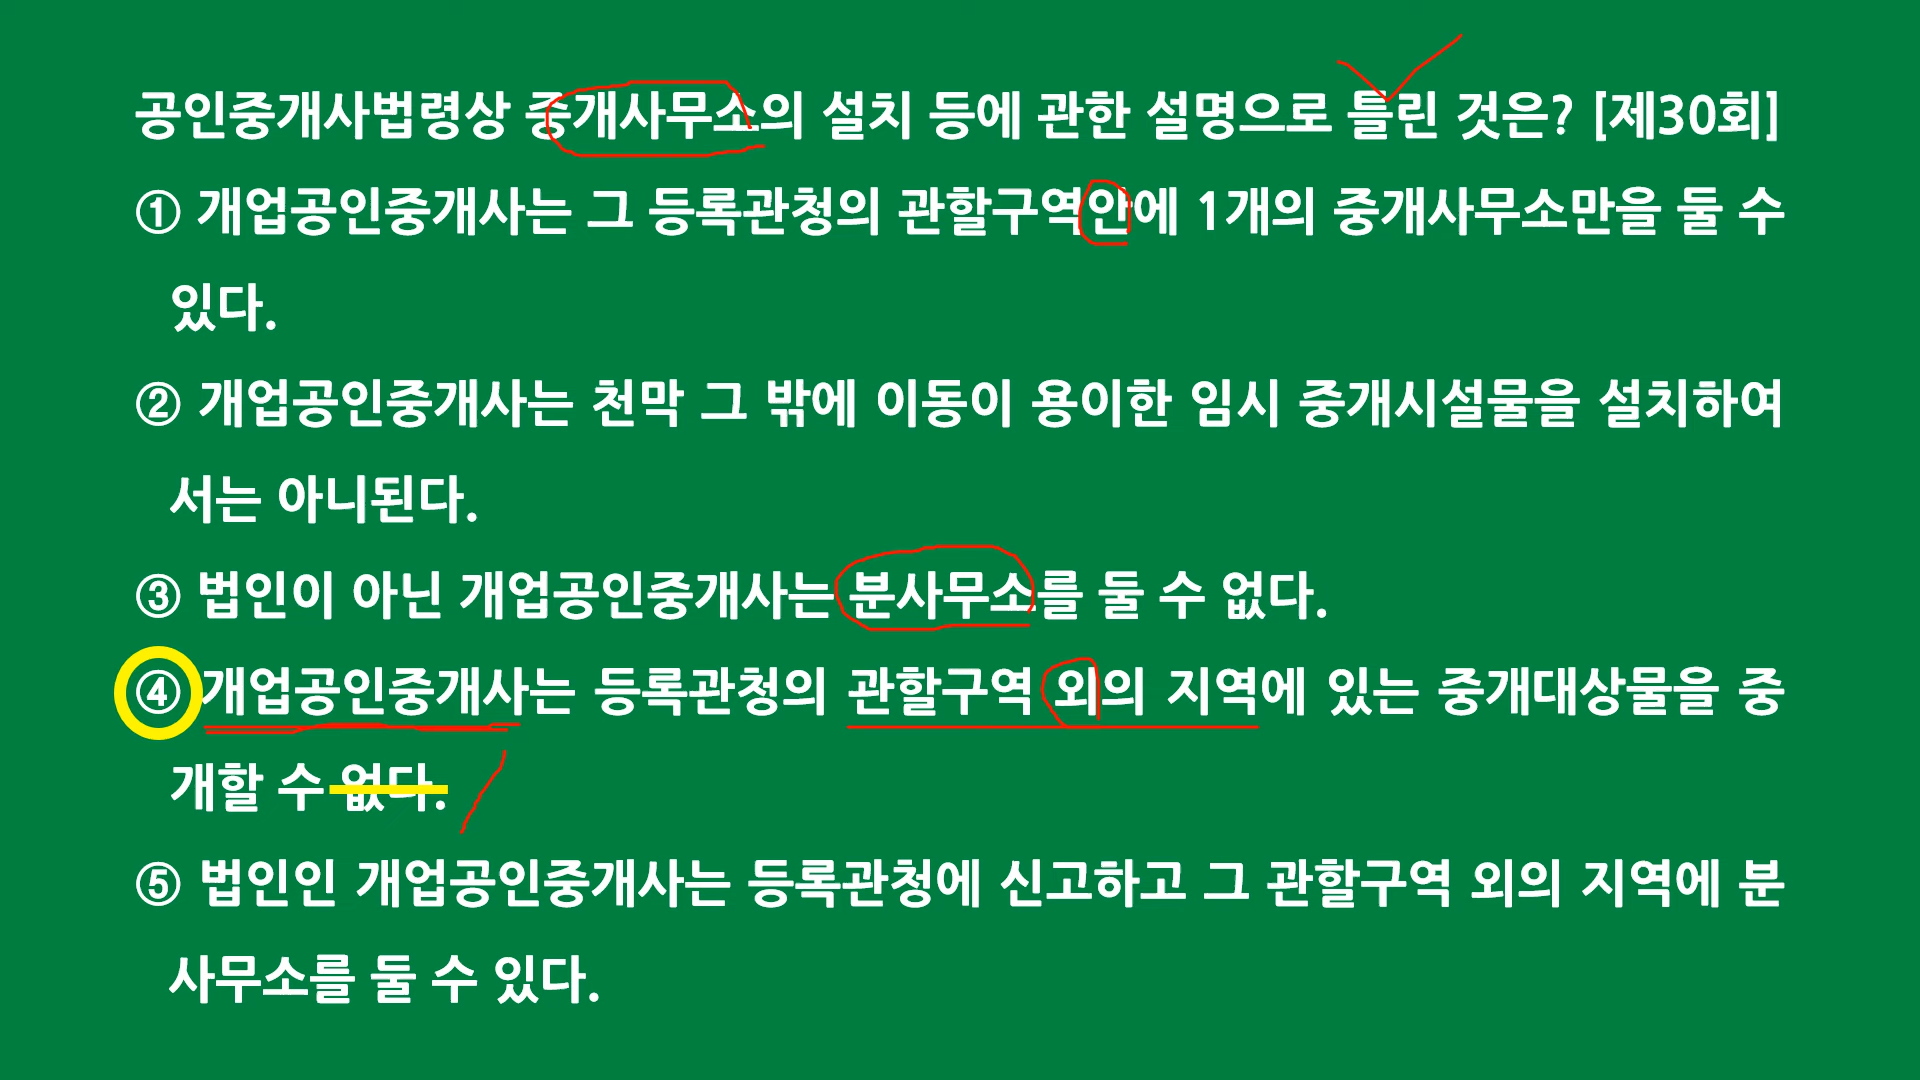 공인중개사법령상 중개사무소의 설치 등에 관한 설명으로 틀린 것은? [제30회]
① 개업공인중개사는 그 등록관청의 관할구역안에 1개의 중개사무소만을 둘 수
있다.
② 개업공인중개사는 천막 그 밖에 이동이 용이한 임시 중개시설물을 설치하여
서는 아니된다.
③ 법인이 아닌 개업공인중개사는 분사무소를 둘 수 없다.
④ 개업공인중개사는 등록관청의 관할구역 외의 지역에 있는 중개대상물을 중
개할 수 없다.
⑤ 법인인 개업공인중개사는 등록관청에 신고하고 그 관할구역 외의 지역에 분
사무소를 둘 수 있다.